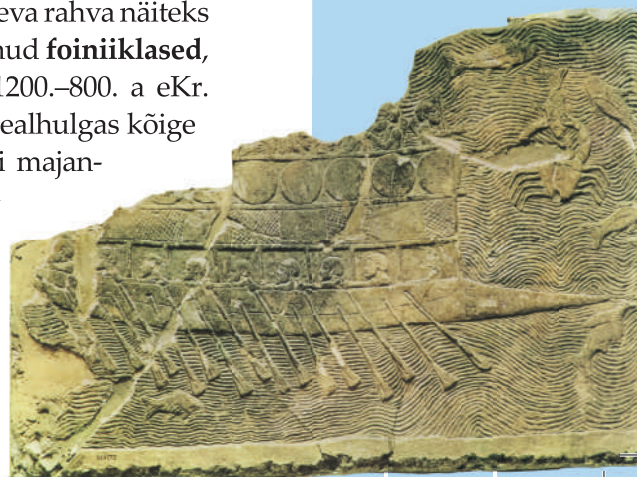 eva rahva näiteks
nud foiniiklased,
1200.–800. a eKr.
ealhulgas kõige
i majan-